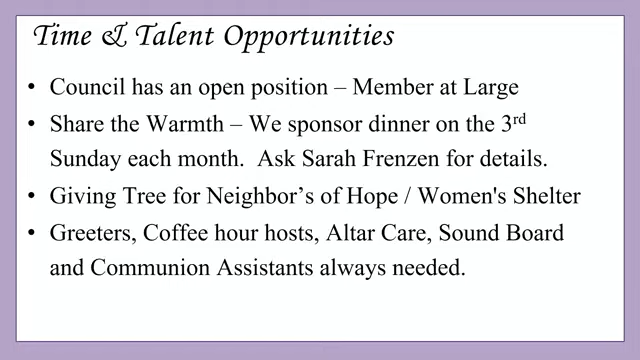 Time & Talent Opportunities
• Council has an open position – Member at Large
• Share the Warmth – We sponsor dinner on the 3rd
Sunday each month.  Ask Sarah Frenzen for details.
• Giving Tree for Neighbor’s of Hope / Women's Shelter
• Greeters, Coffee hour hosts, Altar Care, Sound Board
and Communion Assistants always needed.